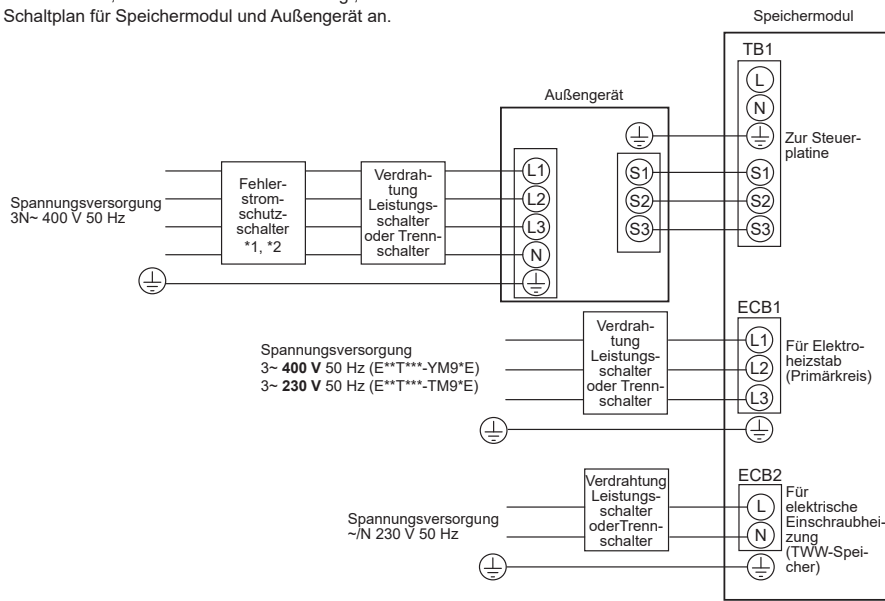 Schaltplan für Speichermodul und Außengerät an.
Speichermodul
TB1
L
N
Zur Steuer-
platine
S1
S2
S3
Außengerät
L1
L2
L3
N
S1
S2
S3
Spannungsversorgung
3N~ 400 V 50 Hz
Fehler-
strom-
schutz-
schalter
*1, *2
Verdrah-
tung
Leistungs-
schalter
oder Trenn-
schalter
ECB1
L1
L2
L3
Für Elektro-
heizstab
(Primärkreis)
Spannungsversorgung
3~ 400 V 50 Hz (E**T***-YM9*E)
3~ 230 V 50 Hz (E**T***-TM9*E)
Verdrah-
tung
Leistungs-
schalter
oder Trenn-
schalter
ECB2
L
N
Für
elektrische
Einschraubhei-
zung
(TWW-Spei-
cher)
Spannungsversorgung
~/N 230 V 50 Hz
Verdrahtung
Leistungs-
schalter
oderTrenn-
schalter